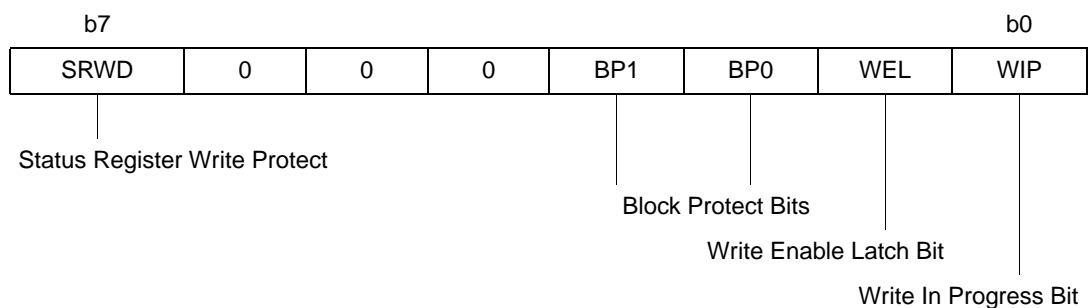 b7 b0
SRWD 0 0 0 BP1 BP0 WEL WIP
Status Register Write Protect
Block Protect Bits
Write Enable Latch Bit
Write In Progress Bit